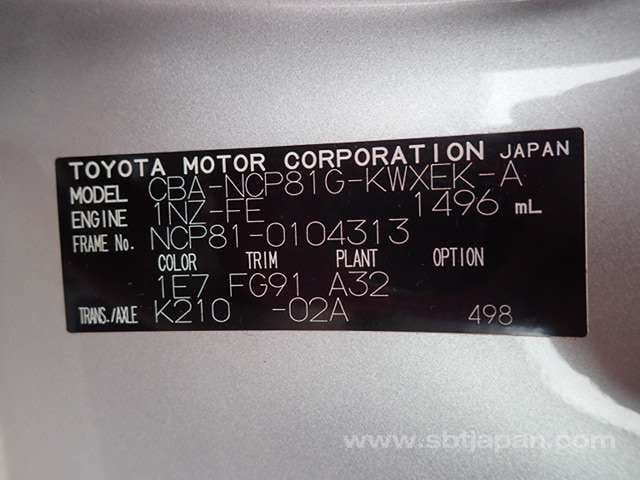 TOYOTA MOTOR CORPORATION JAPAN
MODEL CBA-NCP81G-KWXEK-A
ENGINE 1NZ-FE 1496 mL
FRAME No. NCP81-0104313
COLOR TRIM PLANT OPTION
1E7 FG91 A32
TRANS./AXLE K210 -02A 498
www.sbtjapan.com